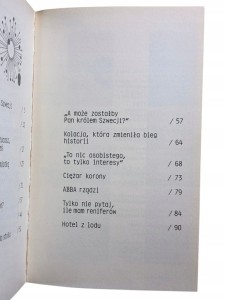 „A może zostałby
Pan królem Szwecji?" / 57
Kolacja, która zmieniło bieg
historii / 64
„To nic osobistego,
to tylko interesy" / 68
Ciężar korony / 73
ABBA rządzi / 79
Tylko nie pytaj,
ile mam reniferów / 84
Hotel z lodu / 90